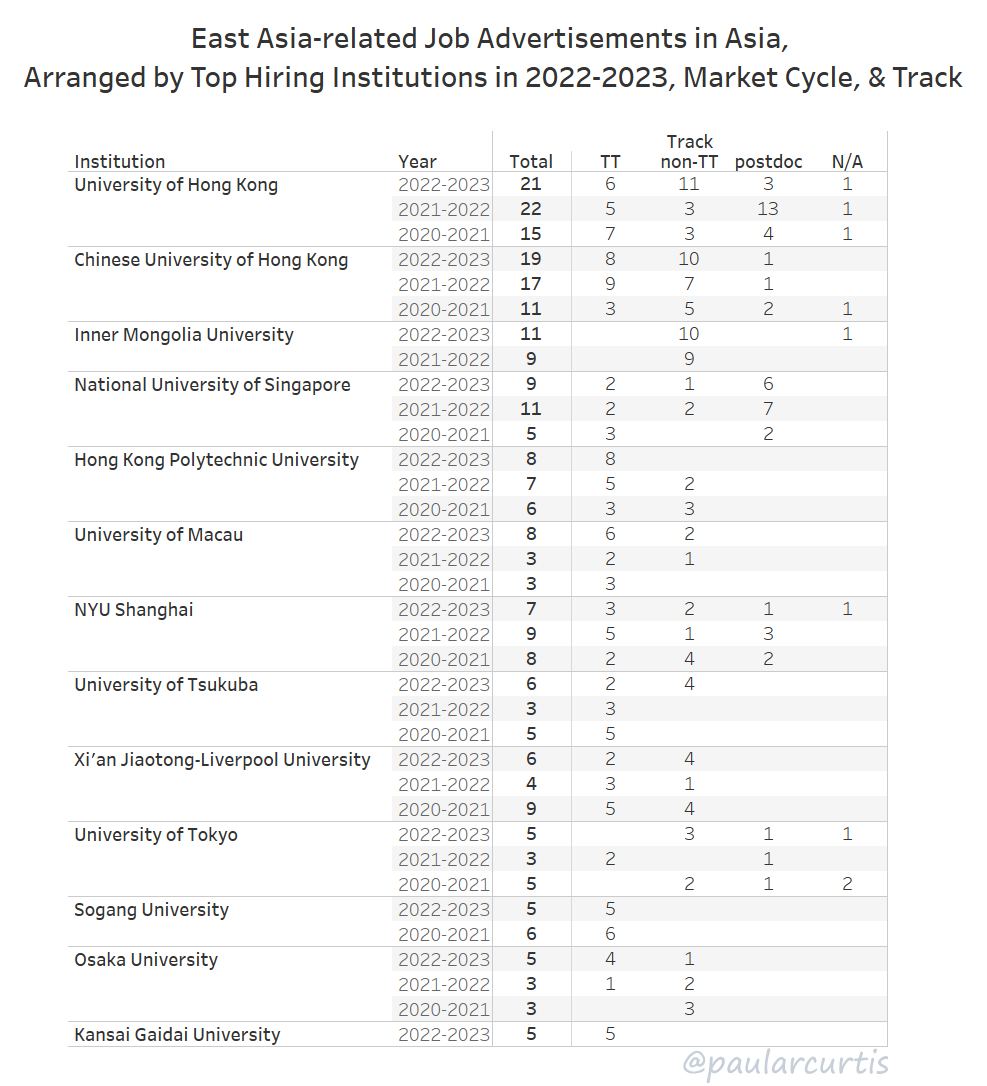 East Asia-related Job Advertisements in Asia,
Arranged by Top Hiring Institutions in 2022-2023, Market Cycle, & Track
Track
Institution Year Total TT non-TT postdoc N/A
University of Hong Kong 2022-2023 21 6 11 3 1
2021-2022 22 5 3 13 1
2020-2021 15 7 3 4 1
Chinese University of Hong Kong 2022-2023 19 8 10 1
2021-2022 17 9 7 1
2020-2021 11 3 5 2 1
Inner Mongolia University 2022-2023 11 10 1
2021-2022 9 9
National University of Singapore 2022-2023 9 2 1 6
2021-2022 11 2 2 7
2020-2021 5 3 2
Hong Kong Polytechnic University 2022-2023 8 8
2021-2022 7 5 2
2020-2021 6 3 3
University of Macau 2022-2023 8 6 2
2021-2022 3 2 1
2020-2021 3 3
NYU Shanghai 2022-2023 7 3 2 1 1
2021-2022 9 5 1 3
2020-2021 8 2 4 2
University of Tsukuba 2022-2023 6 2 4
2021-2022 3 3
2020-2021 5 5
Xi’an Jiaotong-Liverpool University 2022-2023 6 2 4
2021-2022 4 3 1
2020-2021 9 5 4
University of Tokyo 2022-2023 5 3 1 1
2021-2022 3 2 1
2020-2021 5 2 1 2
Sogang University 2022-2023 5 5
2020-2021 6 6
Osaka University 2022-2023 5 4 1
2021-2022 3 1 2
2020-2021 3 3
Kansai Gaidai University 2022-2023 5 5
@paularcurtis